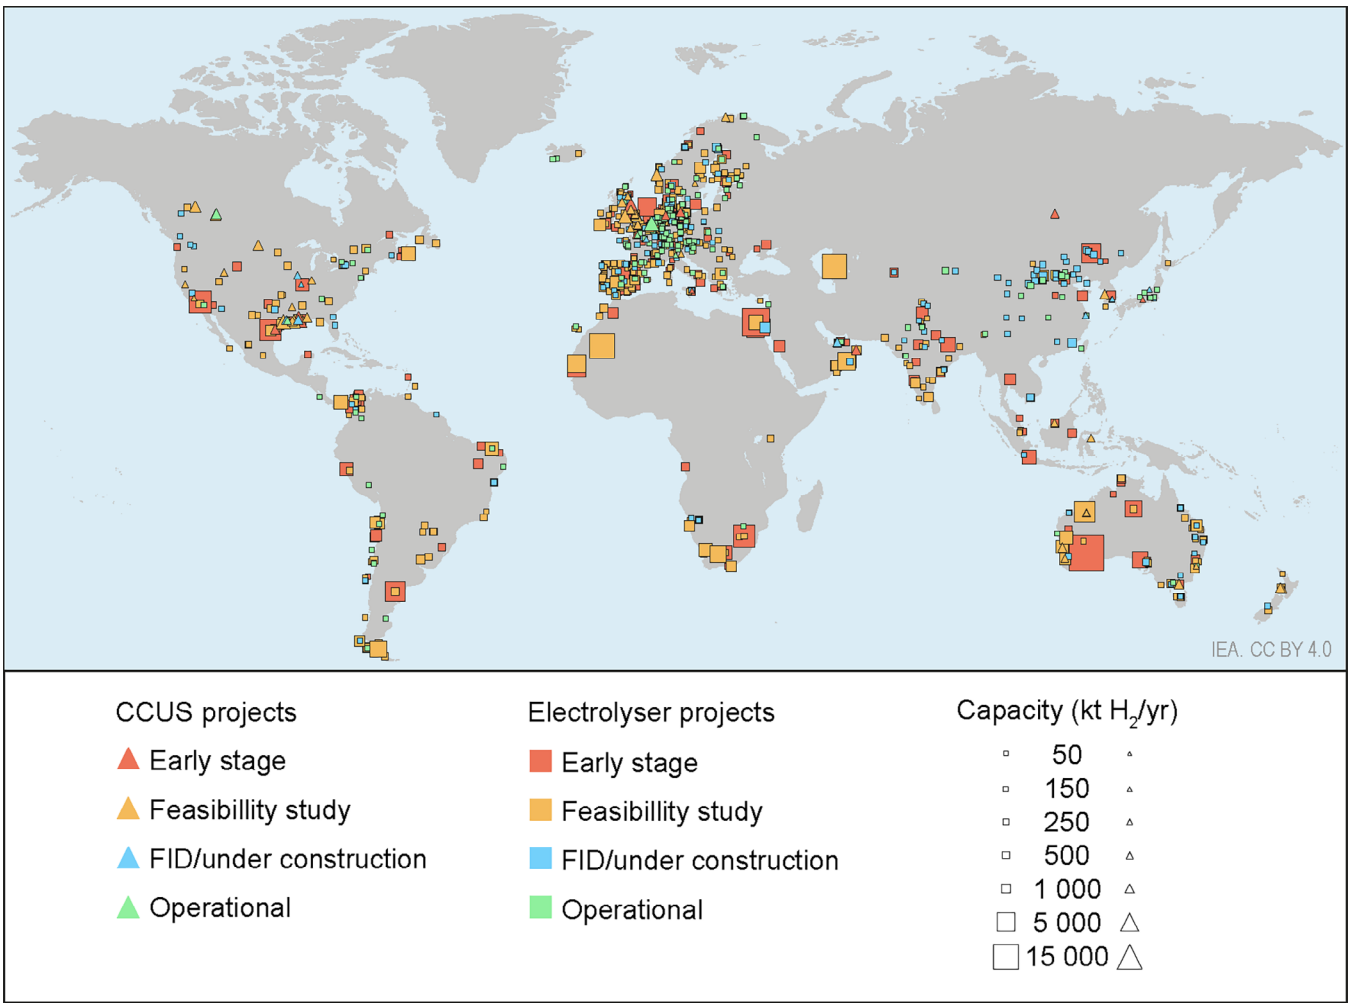 IEA. CC BY 4.0
CCUS projects
Early stage
Feasibillity study
FID/under construction
Operational
Electrolyser projects
Early stage
Feasibillity study
FID/under construction
Operational
Capacity (kt H₂/yr)
50
150
250
500
1 000
5 000
15 000